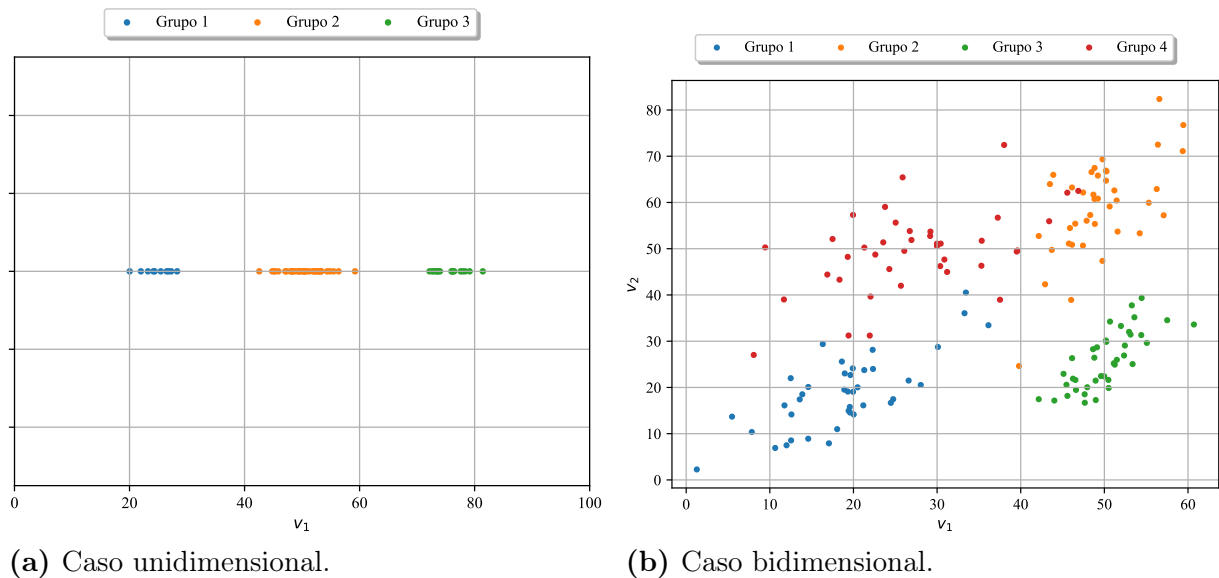 Grupo 1 Grupo 2 Grupo 3
0 20 40 60 80 100
v1
(a) Caso unidimensional.
Grupo 1 Grupo 2 Grupo 3 Grupo 4
80
70
60
50
40
30
20
10
0
v2
0 10 20 30 40 50 60
v1
(b) Caso bidimensional.